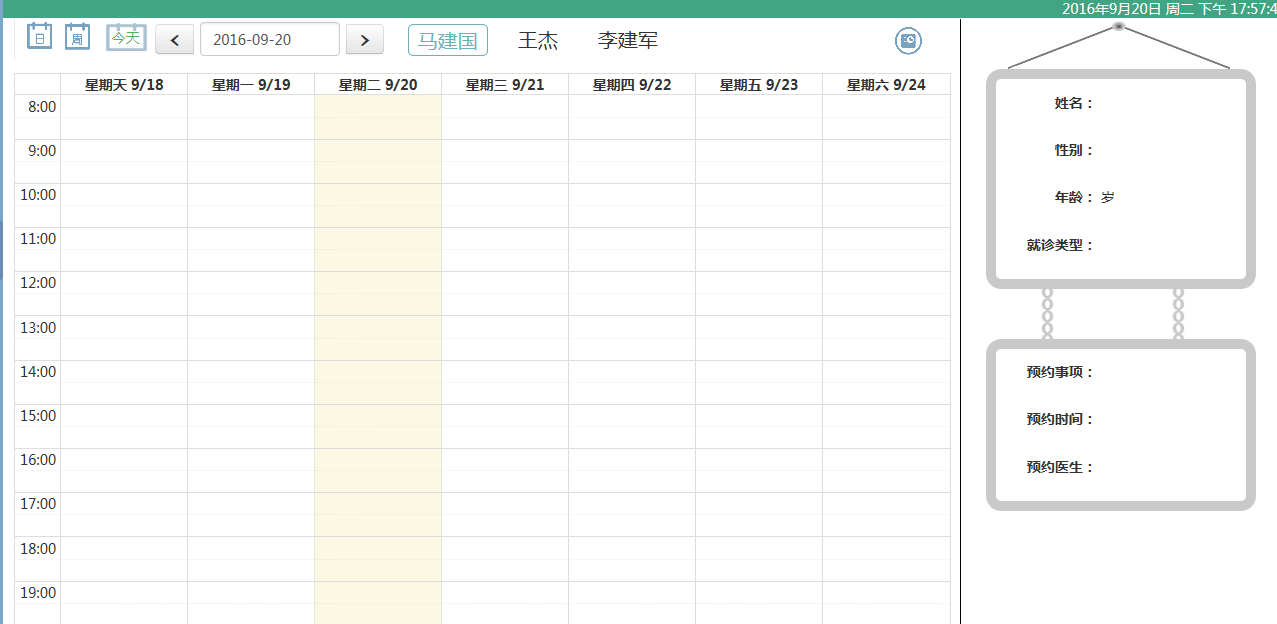 2016年9月20日 周二 下午 17:57:4
日 周 今天 2016-09-20 马建国 王杰 李建军
星期天 9/18 星期一 9/19 星期二 9/20 星期三 9/21 星期四 9/22 星期五 9/23 星期六 9/24
8:00
9:00
10:00
11:00
12:00
13:00
14:00
15:00
16:00
17:00
18:00
19:00
姓名：
性别：
年龄： 岁
就诊类型：
预约事项：
预约时间：
预约医生：